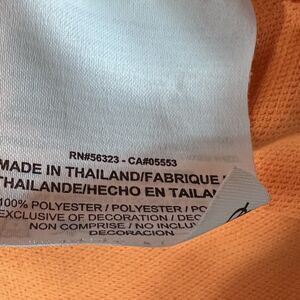 RN#56323 - CA#05553
MADE IN THAILAND/FABRIQUE
THAILANDE/HECHO EN TAILA
100% POLYESTER / POLYESTER / PO
EXCLUSIVE OF DECORATION / DEC
NON COMPRISE / NO INCLU
DECORACION